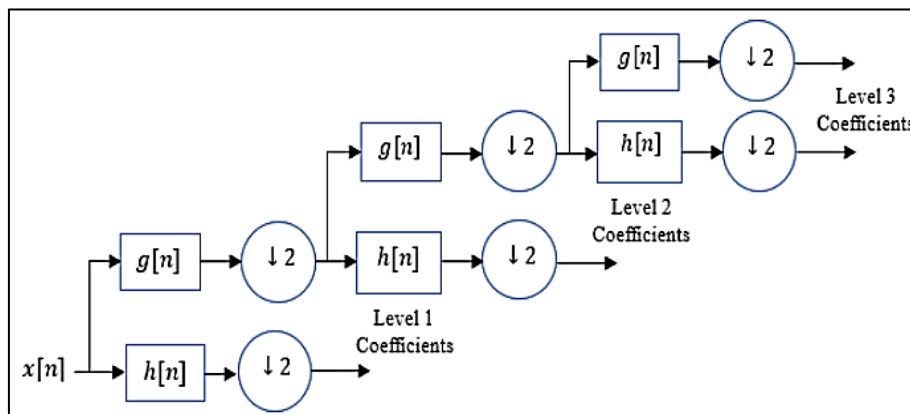 g[n]
↓ 2
Level 3
Coefficients
g[n]
↓ 2
h[n]
↓ 2
Level 2
Coefficients
g[n]
↓ 2
h[n]
↓ 2
Level 1
Coefficients
x[n]
h[n]
↓ 2